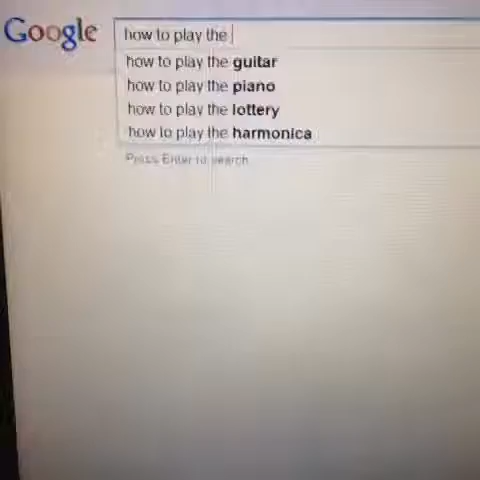 Google
how to play the
how to play the guitar
how to play the piano
how to play the lottery
how to play the harmonica
Press Enter to search